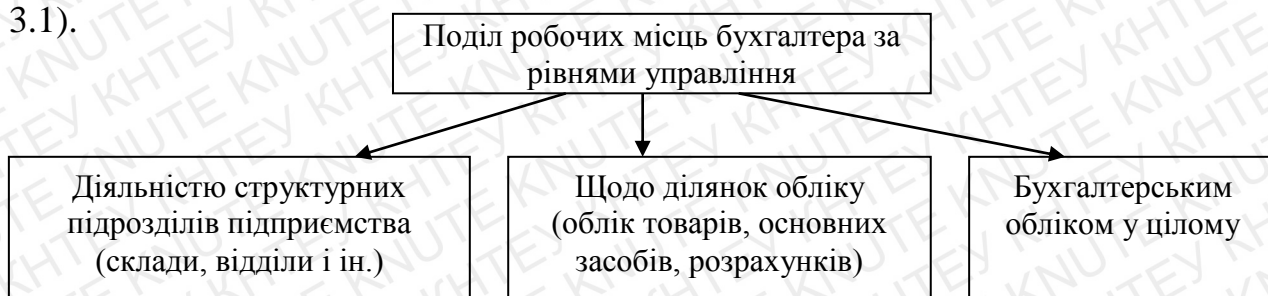 3.1).
Поділ робочих місць бухгалтера за
рівнями управління
Діяльністю структурних
підрозділів підприємства
(склади, відділи і ін.)
Щодо ділянок обліку
(облік товарів, основних
засобів, розрахунків)
Бухгалтерським
обліком у цілому